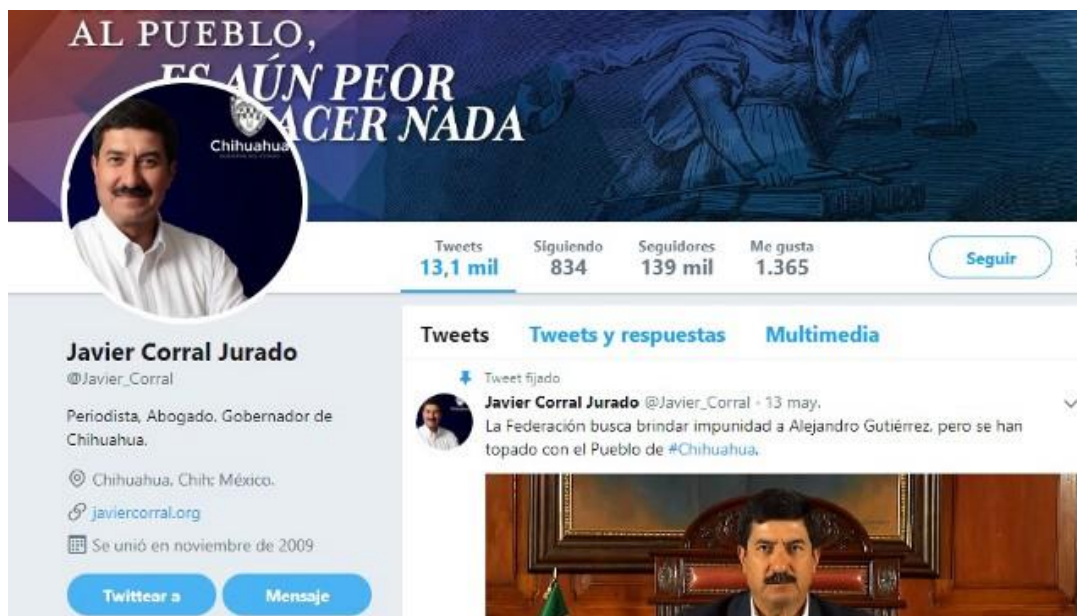 AL PUEBLO,
ES AÚN PEOR
HACER NADA
Chihuahua
Tweets
13,1 mil
Siguiendo
834
Seguidores
139 mil
Me gusta
1.365
Seguir
Javier Corral Jurado
@Javier_Corral
Periodista, Abogado. Gobernador de
Chihuahua.
Chihuahua, Chih; México.
javiercorral.org
Se unió en noviembre de 2009
Twittear a
Mensaje
Tweets
Tweets y respuestas
Multimedia
Tweet fijado
Javier Corral Jurado @Javier_Corral - 13 may.
La Federación busca brindar impunidad a Alejandro Gutiérrez, pero se han
topado con el Pueblo de #Chihuahua.